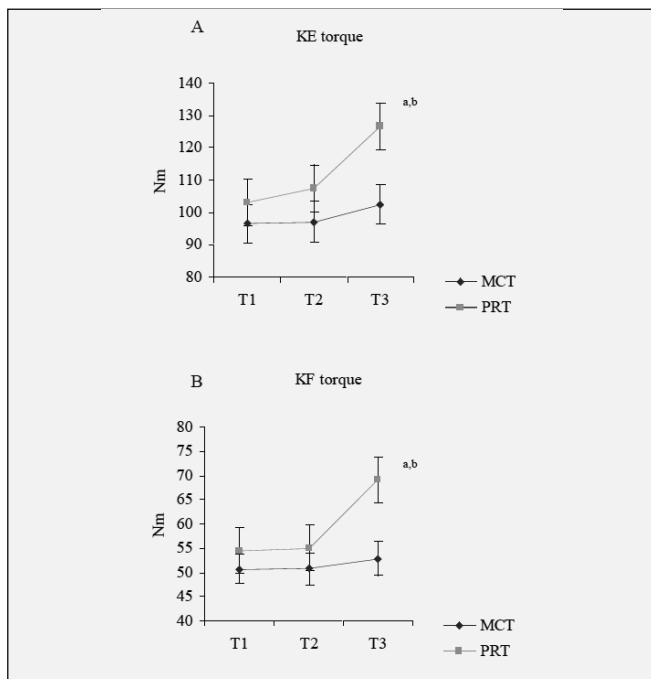 A
KE torque
140
130
a,b
120
110
Nm
100
90
80
T1 T2 T3
MCT
PRT
B
KF torque
80
75
a,b
70
65
60
Nm
55
50
45
40
T1 T2 T3
MCT
PRT